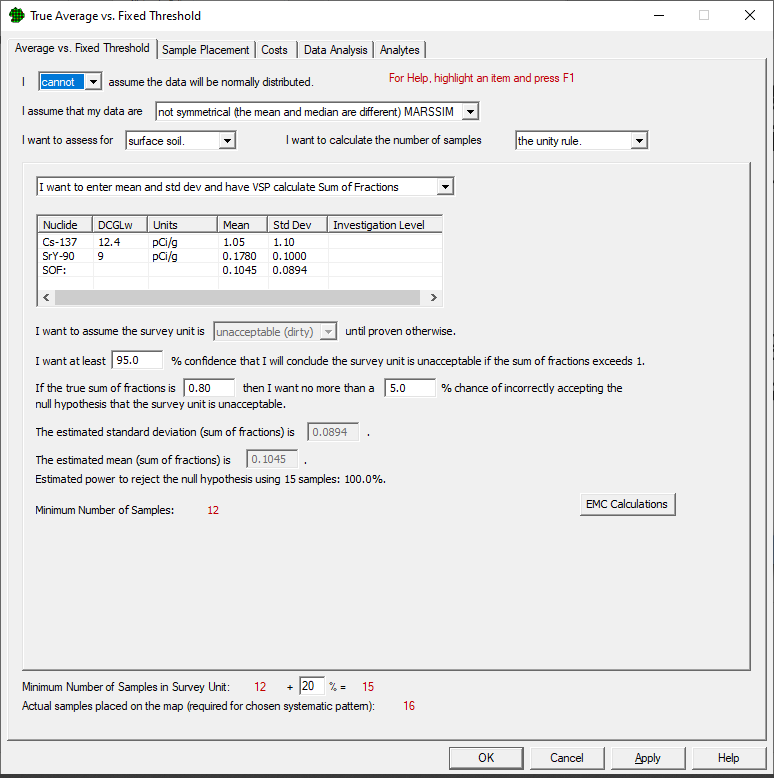 True Average vs. Fixed Threshold
Average vs. Fixed Threshold Sample Placement Costs Data Analysis Analytes
I cannot assume the data will be normally distributed. For Help, highlight an item and press F1
I assume that my data are not symmetrical (the mean and median are different) MARSSIM
I want to assess for surface soil. I want to calculate the number of samples the unity rule.
I want to enter mean and std dev and have VSP calculate Sum of Fractions
Nuclide DCGLw Units Mean Std Dev Investigation Level
Cs-137 12.4 pCi/g 1.05 1.10
SrY-90 9 pCi/g 0.1780 0.1000
SOF: 0.1045 0.0894
I want to assume the survey unit is unacceptable (dirty) until proven otherwise.
I want at least 95.0 % confidence that I will conclude the survey unit is unacceptable if the sum of fractions exceeds 1.
If the true sum of fractions is 0.80 then I want no more than a 5.0 % chance of incorrectly accepting the
null hypothesis that the survey unit is unacceptable.
The estimated standard deviation (sum of fractions) is 0.0894 .
The estimated mean (sum of fractions) is 0.1045 .
Estimated power to reject the null hypothesis using 15 samples: 100.0%.
Minimum Number of Samples: 12
EMC Calculations
Minimum Number of Samples in Survey Unit: 12 + 20 % = 15
Actual samples placed on the map (required for chosen systematic pattern): 16
OK Cancel Apply Help